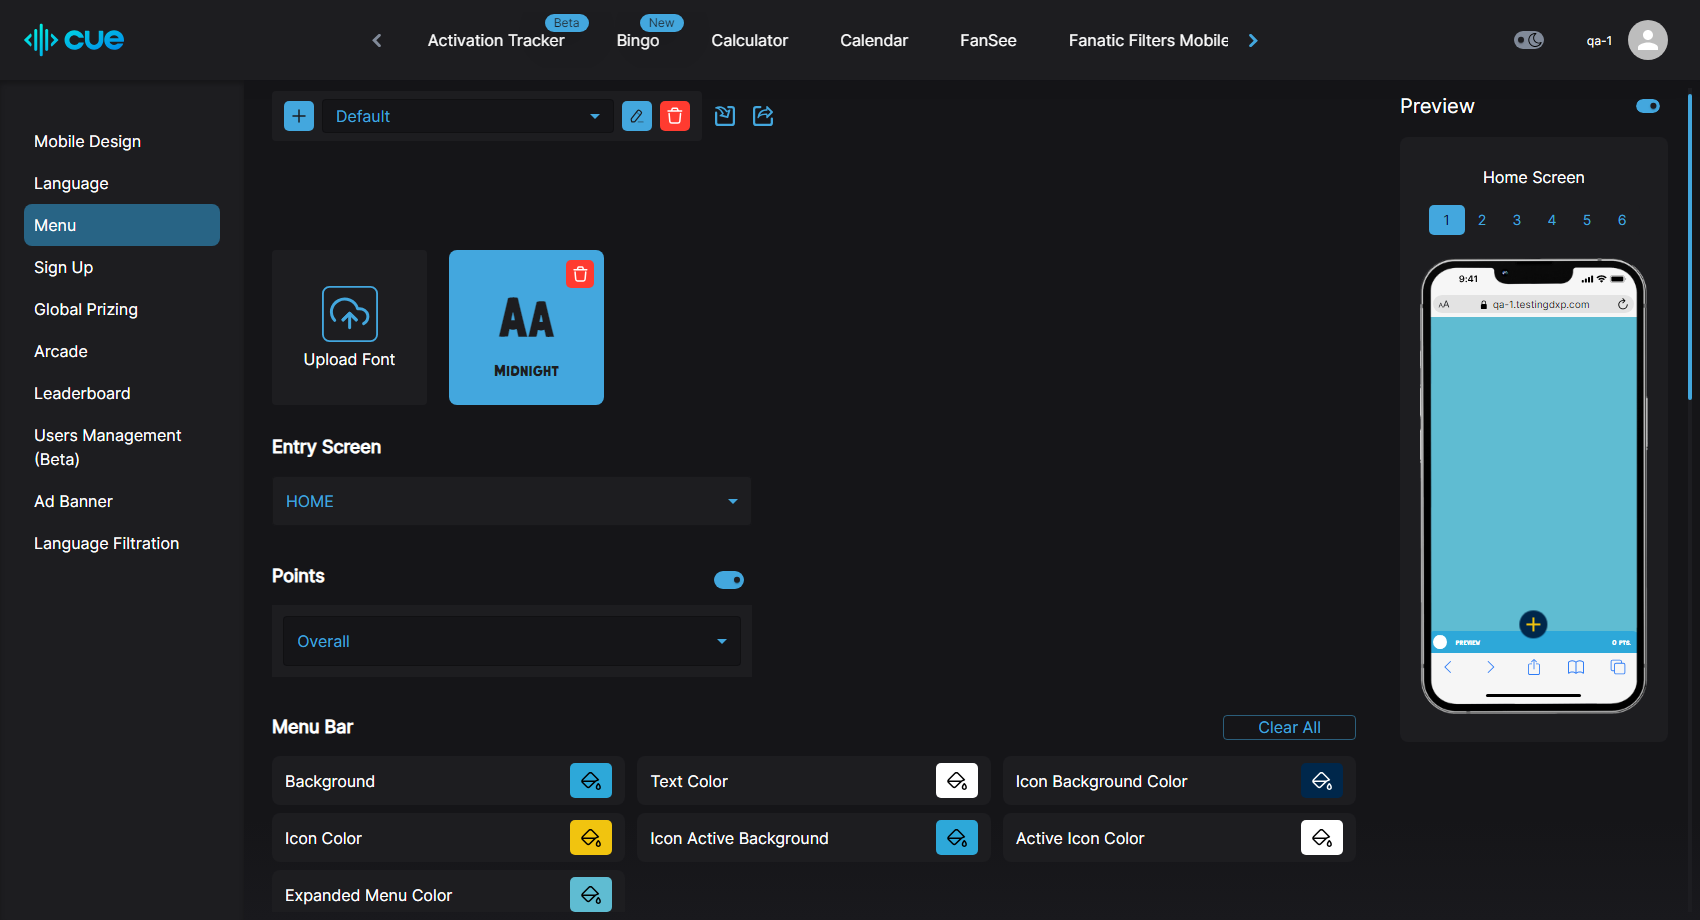 cue
Activation Tracker
Beta
Bingo
New
Calculator
Calendar
FanSee
Fanatic Filters Mobile
qa-1
Mobile Design
Language
Menu
Sign Up
Global Prizing
Arcade
Leaderboard
Users Management
(Beta)
Ad Banner
Language Filtration
Default
Upload Font
AA
MIDNIGHT
Entry Screen
HOME
Points
Overall
Menu Bar
Clear All
Background
Text Color
Icon Background Color
Icon Color
Icon Active Background
Active Icon Color
Expanded Menu Color
Preview
Home Screen
1 2 3 4 5 6
9:41
AA qa-1.testingdxp.com
PREVIEW 0 PTS.